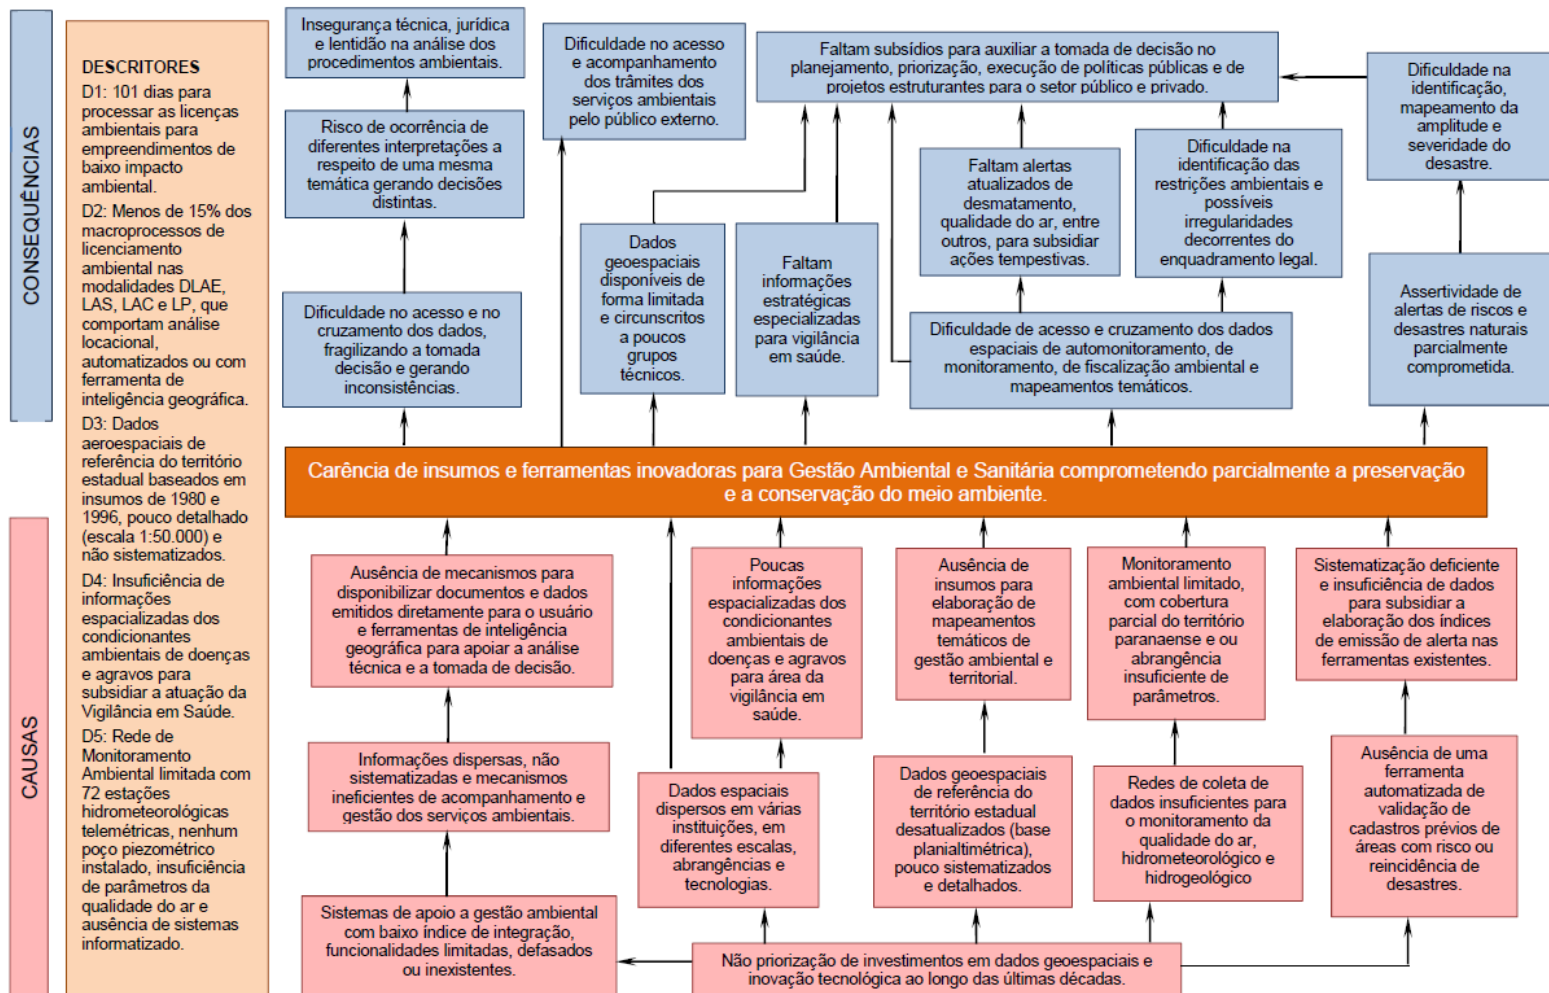 CONSEQUÊNCIAS
CAUSAS
DESCRITORES
D1: 101 dias para
processar as licenças
ambientais para
empreendimentos de
baixo impacto
ambiental.
D2: Menos de 15% dos
macroprocessos de
licenciamento
ambiental nas
modalidades DLAE,
LAS, LAC e LP, que
comportam análise
locacional,
automatizados ou com
ferramenta de
inteligência geográfica.
D3: Dados
aeroespaciais de
referência do território
estadual baseados em
insumos de 1980 e
1996, pouco detalhado
(escala 1:50.000) e
não sistematizados.
D4: Insuficiência de
informações
espacializadas dos
condicionantes
ambientais de doenças
e agravos para
subsidiar a atuação da
Vigilância em Saúde.
D5: Rede de
Monitoramento
Ambiental limitada com
72 estações
hidrometeorológicas
telemétricas, nenhum
poço piezométrico
instalado, insuficiência
de parâmetros da
qualidade do ar e
ausência de sistemas
informatizado.
Insegurança técnica, jurídica
e lentidão na análise dos
procedimentos ambientais.
Risco de ocorrência de
diferentes interpretações a
respeito de uma mesma
temática gerando decisões
distintas.
Dificuldade no acesso e no
cruzamento dos dados,
fragilizando a tomada
decisão e gerando
inconsistências.
Dificuldade no acesso
e acompanhamento
dos trâmites dos
serviços ambientais
pelo público externo.
Faltam subsídios para auxiliar a tomada de decisão no
planejamento, priorização, execução de políticas públicas e de
projetos estruturantes para o setor público e privado.
Dificuldade na
identificação,
mapeamento da
amplitude e
severidade do
desastre.
Dados
geoespaciais
disponíveis de
forma limitada
e circunscritos
a poucos
grupos
técnicos.
Faltam
informações
estratégicas
especializadas
para vigilância
em saúde.
Faltam alertas
atualizados de
desmatamento,
qualidade do ar, entre
outros, para subsidiar
ações tempestivas.
Dificuldade na
identificação das
restrições ambientais e
possíveis
irregularidades
decorrentes do
enquadramento legal.
Dificuldade de acesso e cruzamento dos dados
espaciais de automonitoramento, de
monitoramento, de fiscalização ambiental e
mapeamentos temáticos.
Assertividade de
alertas de riscos e
desastres naturais
parcialmente
comprometida.
Carência de insumos e ferramentas inovadoras para Gestão Ambiental e Sanitária comprometendo parcialmente a preservação
e a conservação do meio ambiente.
Ausência de mecanismos para
disponibilizar documentos e dados
emitidos diretamente para o usuário
e ferramentas de inteligência
geográfica para apoiar a análise
técnica e a tomada de decisão.
Poucas
informações
espacializadas dos
condicionantes
ambientais de
doenças e agravos
para área da
vigilância em
saúde.
Ausência de
insumos para
elaboração de
mapeamentos
temáticos de
gestão ambiental e
territorial.
Monitoramento
ambiental limitado,
com cobertura
parcial do território
paranaense e ou
abrangência
insuficiente de
parâmetros.
Sistematização deficiente
e insuficiência de dados
para subsidiar a
elaboração dos índices
de emissão de alerta nas
ferramentas existentes.
Informações dispersas, não
sistematizadas e mecanismos
ineficientes de acompanhamento e
gestão dos serviços ambientais.
Dados espaciais
dispersos em várias
instituições, em
diferentes escalas,
abrangências e
tecnologias.
Dados geoespaciais
de referência do
território estadual
desatualizados (base
planialtimétrica),
pouco sistematizados
e detalhados.
Redes de coleta de
dados insuficientes para
o monitoramento da
qualidade do ar,
hidrometeorológico e
hidrogeológico
Ausência de uma
ferramenta
automatizada de
validação de
cadastros prévios de
áreas com risco ou
reincidência de
desastres.
Sistemas de apoio a gestão ambiental
com baixo índice de integração,
funcionalidades limitadas, defasados
ou inexistentes.
Não priorização de investimentos em dados geoespaciais e
inovação tecnológica ao longo das últimas décadas.